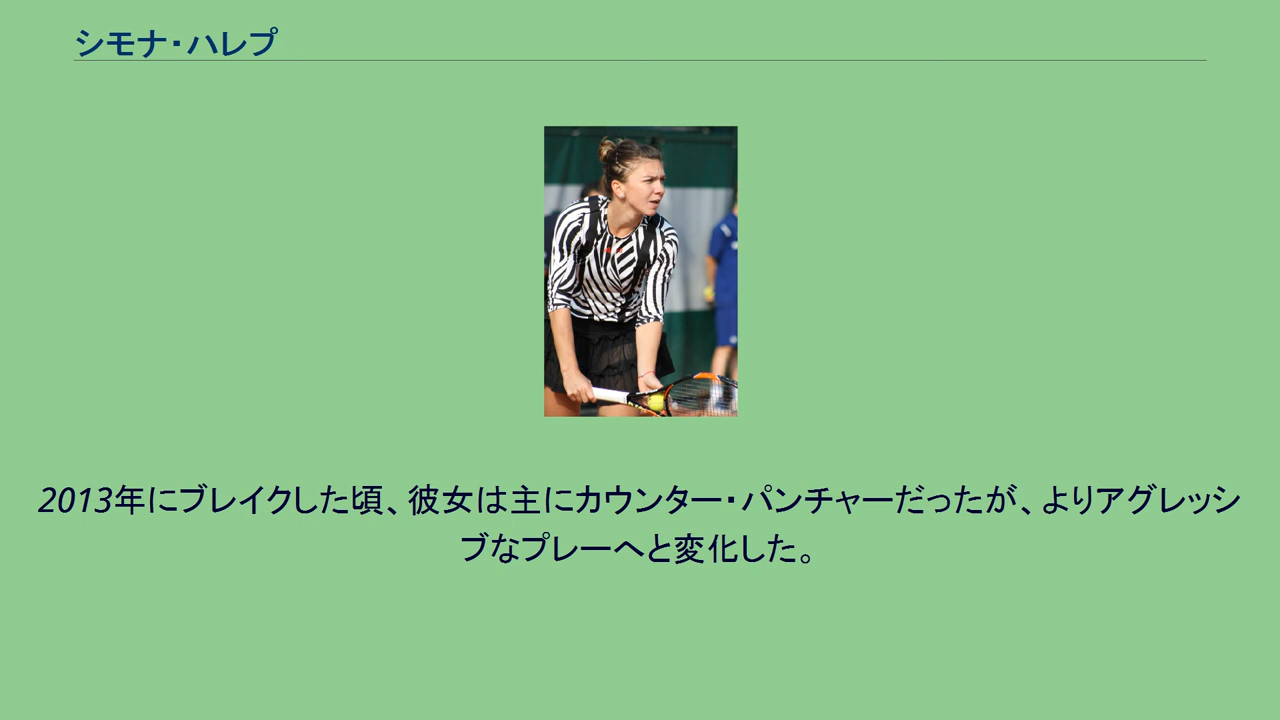 シモナ・ハレプ
2013年にブレイクした頃、彼女は主にカウンター・パンチャーだったが、よりアグレッシ
ブなプレーへと変化した。